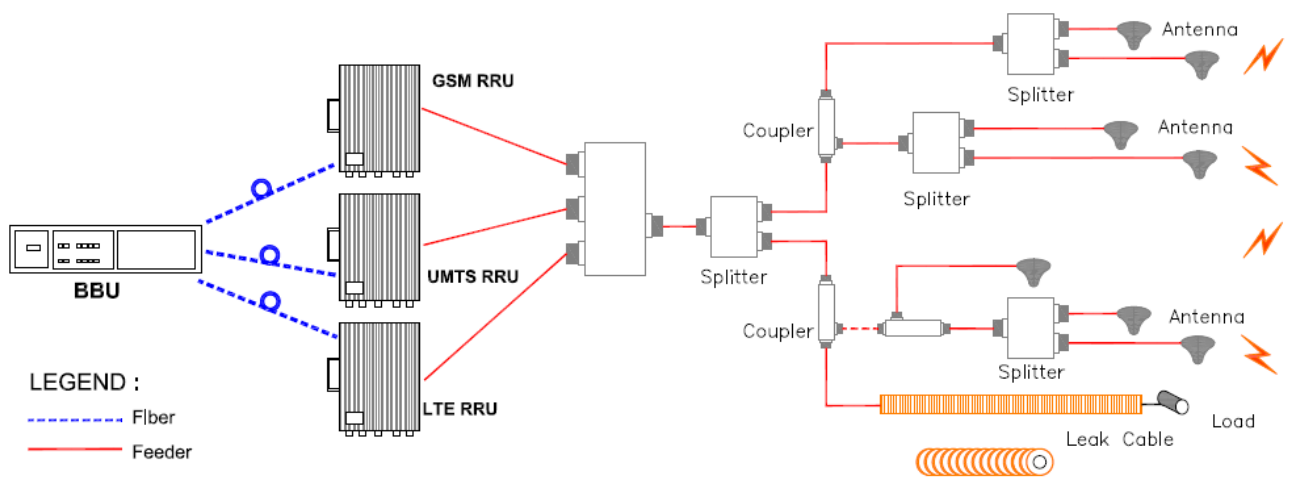 GSM RRU
UMTS RRU
LTE RRU
BBU
LEGEND :
Fiber
Feeder
Splitter
Coupler
Splitter
Antenna
Splitter
Antenna
Coupler
Splitter
Antenna
Leak Cable
Load